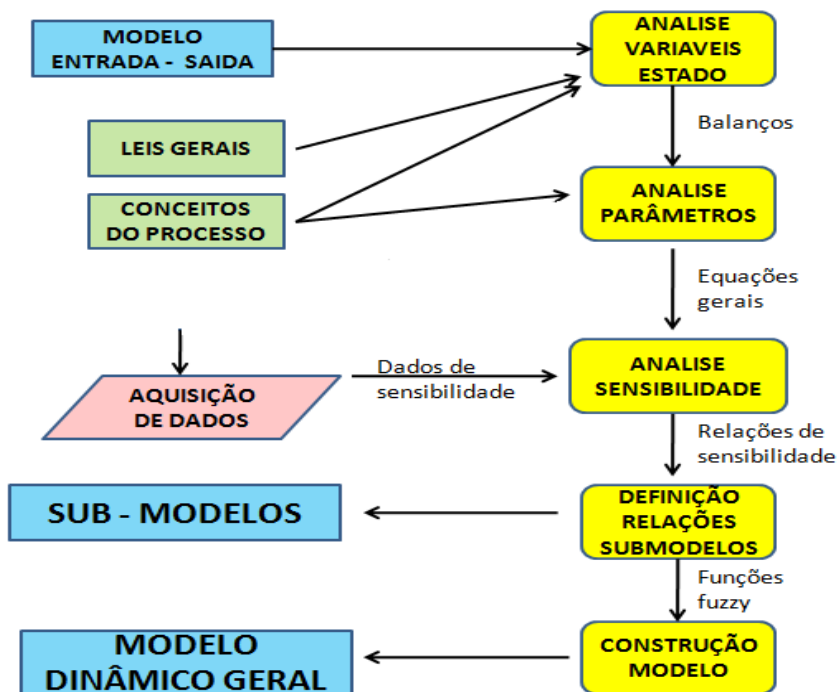 MODELO
ENTRADA - SAIDA
ANALISE
VARIAVEIS
ESTADO
Balanços
LEIS GERAIS
CONCEITOS
DO PROCESSO
ANALISE
PARÂMETROS
Equações
gerais
AQUISIÇÃO
DE DADOS
Dados de
sensibilidade
ANALISE
SENSIBILIDADE
Relações de
sensibilidade
SUB - MODELOS
DEFINIÇÃO
RELAÇÕES
SUBMODELOS
Funções
fuzzy
MODELO
DINÂMICO GERAL
CONSTRUÇÃO
MODELO